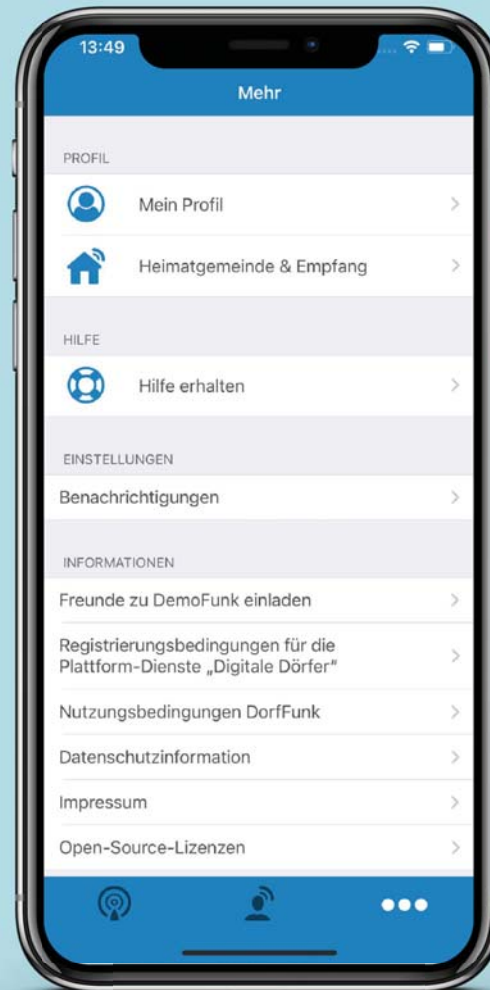 13:49
Mehr
PROFIL
Mein Profil
Heimatgemeinde & Empfang
HILFE
Hilfe erhalten
EINSTELLUNGEN
Benachrichtigungen
INFORMATIONEN
Freunde zu DemoFunk einladen
Registrierungsbedingungen für die
Plattform-Dienste „Digitale Dörfer“
Nutzungsbedingungen DorfFunk
Datenschutzinformation
Impressum
Open-Source-Lizenzen